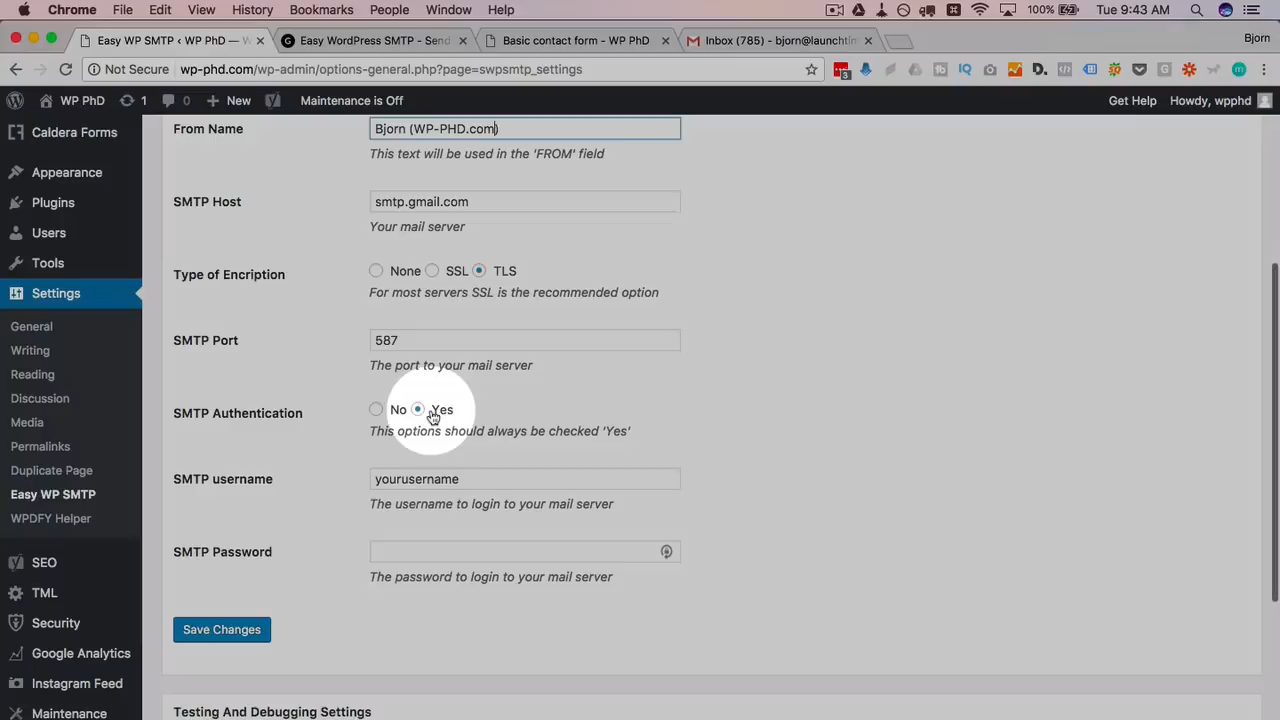 Chrome File Edit View History Bookmarks People Window Help 100% Tue 9:43 AM
Easy WP SMTP ‹ WP PhD — W Easy WordPress SMTP - Send Basic contact form - WP PhD Inbox (785) - bjorn@launchtin Bjorn
Not Secure wp-phd.com/wp-admin/options-general.php?page=swpsmtp_settings 3
WP PhD 1 0 New Maintenance is Off Get Help Howdy, wpphd
Caldera Forms
Appearance
Plugins
Users
Tools
Settings
General
Writing
Reading
Discussion
Media
Permalinks
Duplicate Page
Easy WP SMTP
WPDFY Helper
SEO
TML
Security
Google Analytics
Instagram Feed
Maintenance
From Name Bjorn (WP-PHD.com)
This text will be used in the 'FROM' field
SMTP Host smtp.gmail.com
Your mail server
Type of Encription None SSL TLS
For most servers SSL is the recommended option
SMTP Port 587
The port to your mail server
SMTP Authentication No Yes
This options should always be checked 'Yes'
SMTP username yourusername
The username to login to your mail server
SMTP Password
The password to login to your mail server
Save Changes
Testing And Debugging Settings